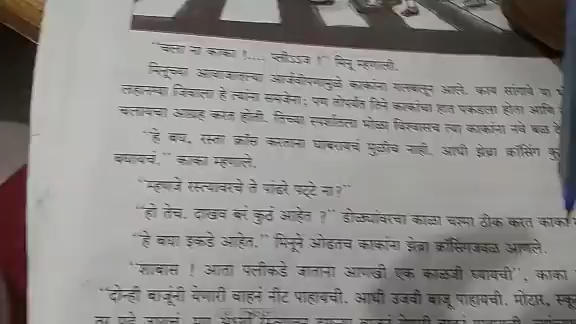 "चला ना काका !.... प्लीऽऽज !" मिनू म्हणाली.
मिनूच्या आवाजातल्या आर्जवीपणामुळे काकांना गलबलून आले. काय सांगावे या
लहानग्या जिवाला हे त्यांना समजेना; पण तोपर्यंत तिने काकांचा हात पकडला होता आणि
चलायचा आग्रह करत होती. तिच्या स्पर्शातला भोळा विश्वासच त्या काकांना नवे बळ
"हे बघ, रस्ता क्रॉस करताना घाबरायचं मुळीच नाही. आधी झेब्रा क्रॉसिंग
बघायचं." काका म्हणाले.
"म्हणजे रस्त्यावरचे ते पांढरे पट्टे ना?"
"हो तेच. दाखव बरं कुठं आहेत ?" डोळ्यांवरचा काळा चश्मा ठीक करत काका
"हे बघा इकडे आहेत." मिनूने ओढतच काकांना झेब्रा क्रॉसिंगजवळ आणले.
"शाबास ! आता पलीकडे जाताना आणखी एक काळजी घ्यायची", काका
"दोन्ही बाजूंनी येणारी वाहनं नीट पाहायची. आधी उजवी बाजू पाहायची. मोटार,